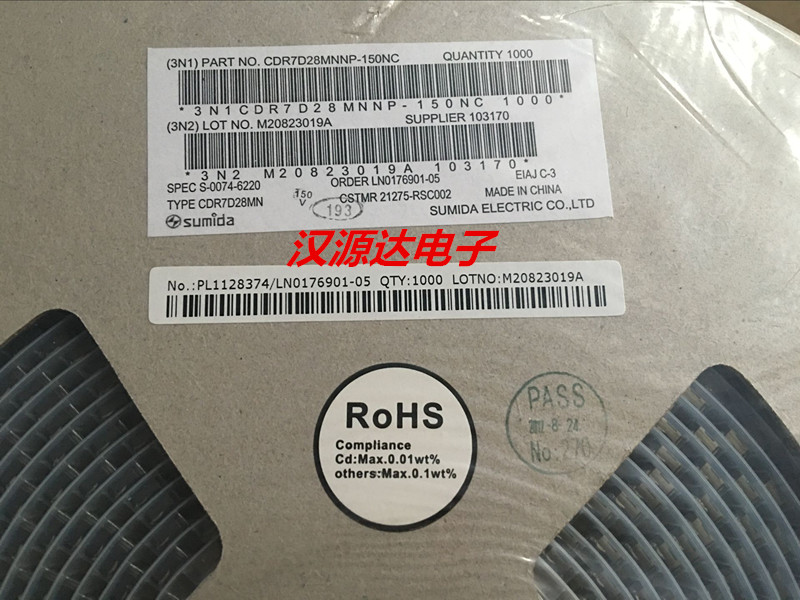 (3N1) PART NO. CDR7D28MNNP-150NC QUANTITY 1000
*3N1CDR7D28MNNP-150NC 1000*
(3N2) LOT NO. M20823019A SUPPLIER 103170
*3N2 M20823019A 103170*
SPEC S-0074-6220 ORDER LN0176901-05 EIAJ C-3
TYPE CDR7D28MN 150 CSTMR 21275-RSC002 MADE IN CHINA
V 193
sumida SUMIDA ELECTRIC CO.,LTD
汉源达电子
No.:PL1128374/LN0176901-05 QTY:1000 LOTNO:M20823019A
RoHS
Compliance
Cd:Max.0.01wt%
others:Max.0.1wt%
PASS
8-24
No:270